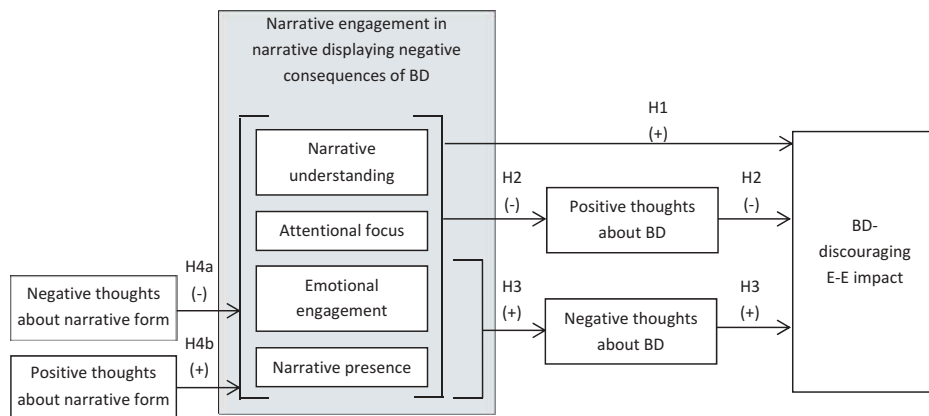 Narrative engagement in
narrative displaying negative
consequences of BD
Narrative
understanding
Attentional focus
Emotional
engagement
Narrative presence
H4a
(-)
Negative thoughts
about narrative form
H4b
(+)
Positive thoughts
about narrative form
H1
(+)
H2
(-)
Positive thoughts
about BD
H2
(-)
H3
(+)
Negative thoughts
about BD
H3
(+)
BD-
discouraging
E-E impact